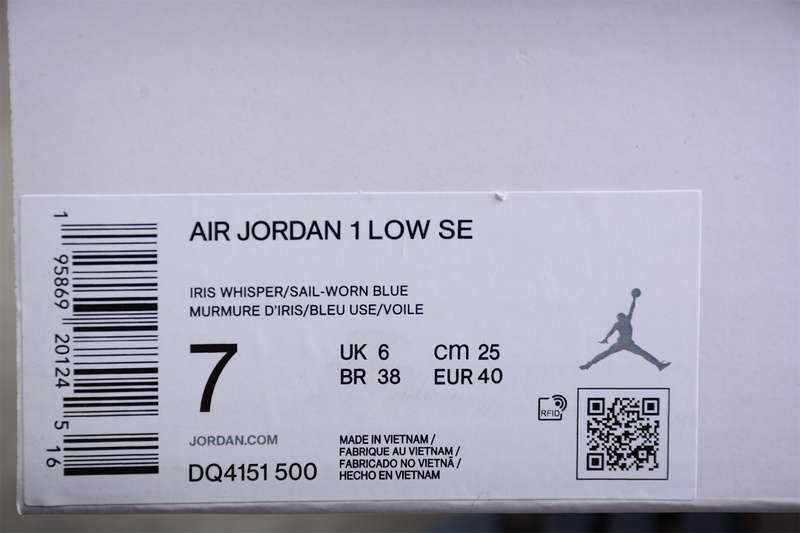 AIR JORDAN 1 LOW SE
IRIS WHISPER/SAIL-WORN BLUE
MURMURE D'IRIS/BLEU USE/VOILE
7
UK 6 cm 25
BR 38 EUR 40
RFID
JORDAN.COM
DQ4151 500
MADE IN VIETNAM /
FABRIQUE AU VIETNAM /
FABRICADO NO VIETNÃ /
HECHO EN VIETNAM
1 95869 20124 5 16